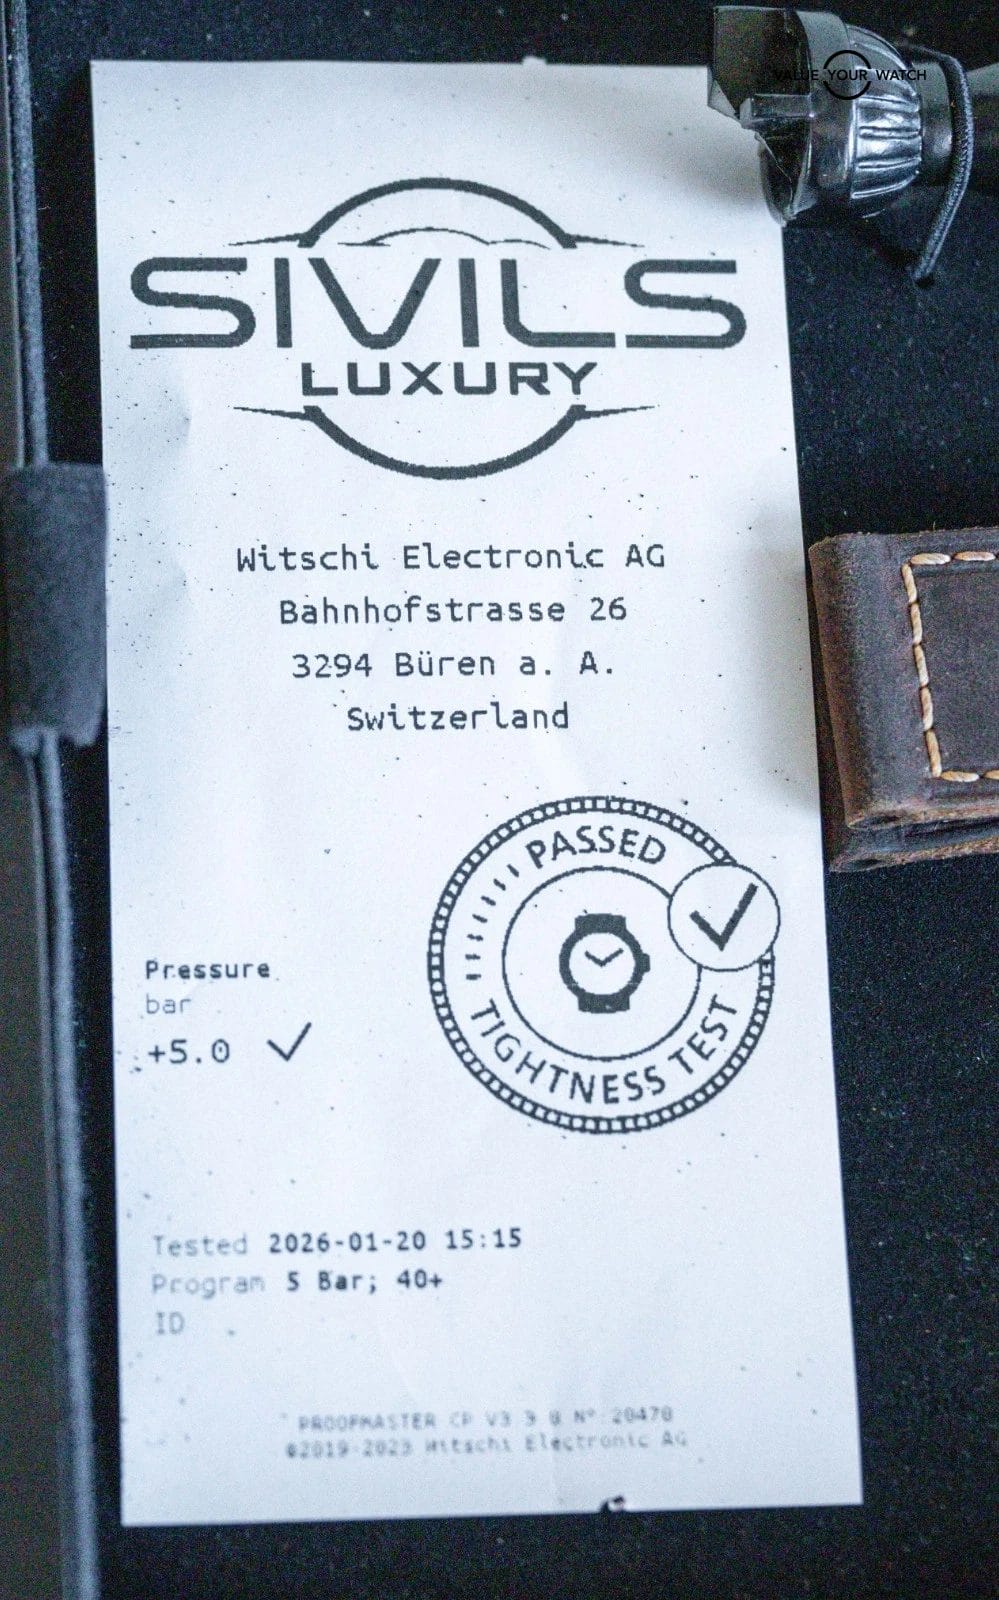 VALUE YOUR WATCH
SIVILS
LUXURY
Witschi Electronic AG
Bahnhofstrasse 26
3294 Büren a. A.
Switzerland
PASSED
TIGHTNESS TEST
Pressure
bar
+5.0
Tested 2026-01-20 15:15
Program 5 Bar; 40+
ID
PROOFMASTER CP V3 9 N° 20470
©2019-2023 Witschi Electronic AG